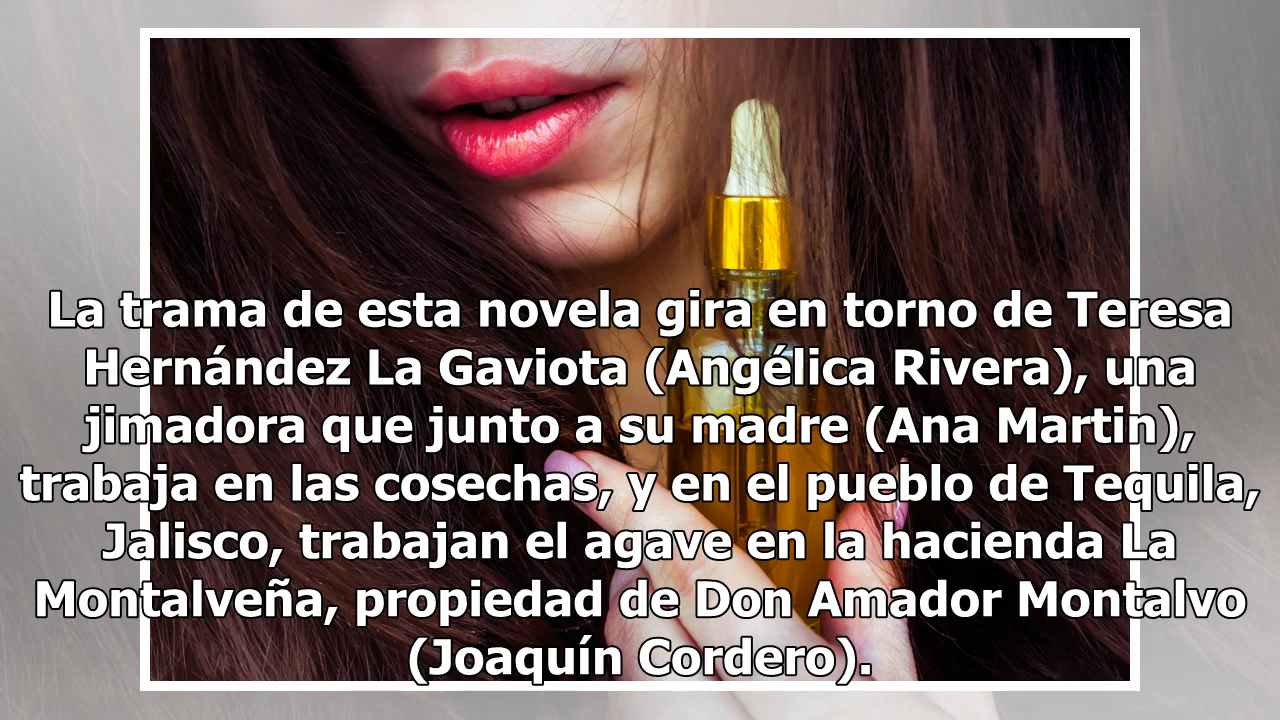 La trama de esta novela gira en torno de Teresa
Hernández La Gaviota (Angélica Rivera), una
jimadora que junto a su madre (Ana Martin),
trabaja en las cosechas, y en el pueblo de Tequila,
Jalisco, trabajan el agave en la hacienda La
Montalveña, propiedad de Don Amador Montalvo
(Joaquín Cordero).